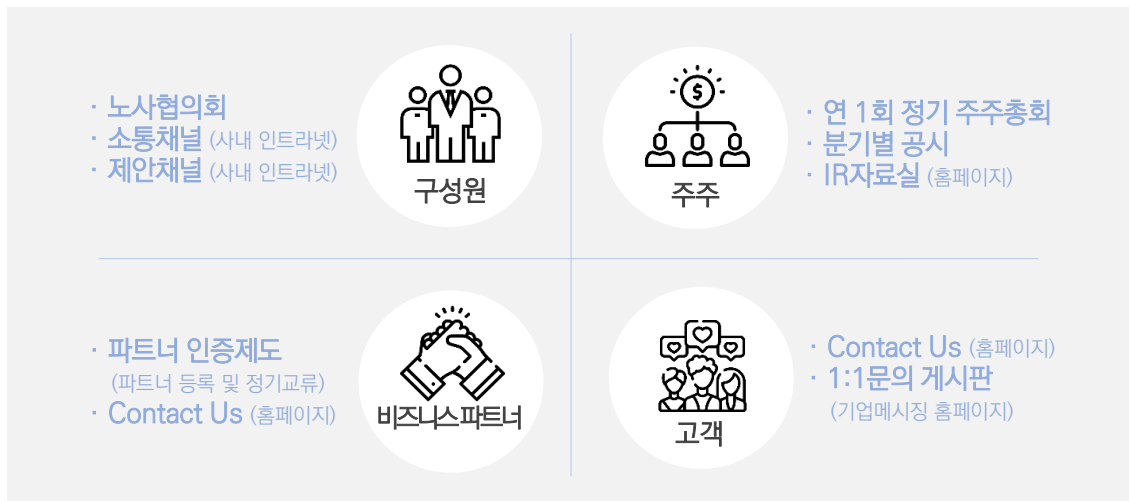 · 노사협의회
· 소통채널 (사내 인트라넷)
· 제안채널 (사내 인트라넷)
구성원
$
주주
· 연 1회 정기 주주총회
· 분기별 공시
· IR자료실 (홈페이지)
· 파트너 인증제도
(파트너 등록 및 정기교류)
· Contact Us (홈페이지)
비즈니스파트너
고객
· Contact Us (홈페이지)
· 1:1문의 게시판
(기업메시징 홈페이지)